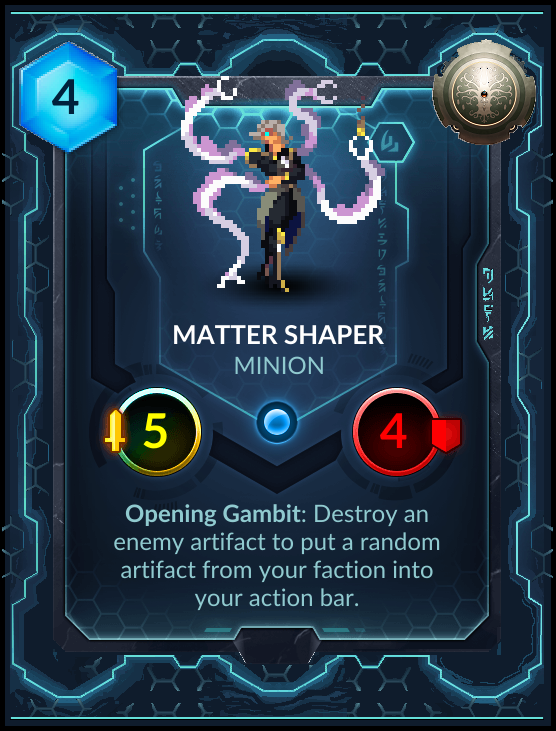 4
MATTER SHAPER
MINION
5
4
Opening Gambit: Destroy an
enemy artifact to put a random
artifact from your faction into
your action bar.